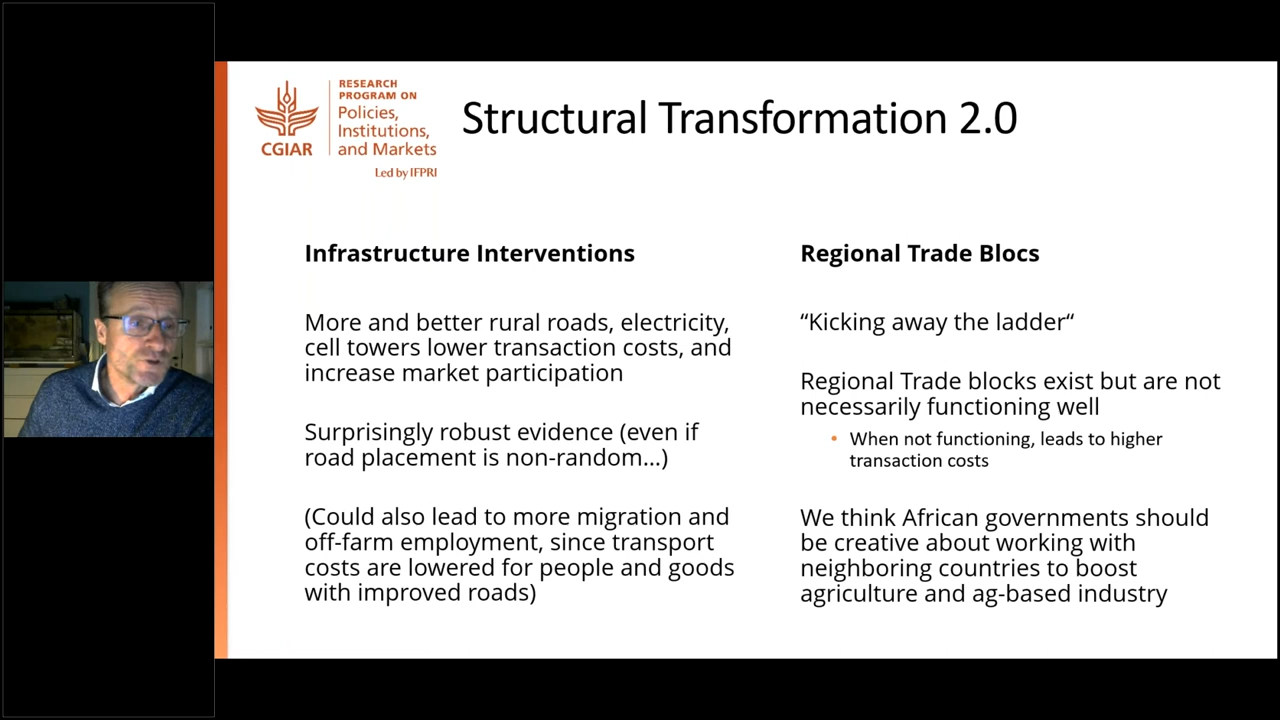 RESEARCH
PROGRAM ON
Policies,
Institutions,
and Markets
CGIAR
Led by IFPRI
Structural Transformation 2.0
Infrastructure Interventions
More and better rural roads, electricity,
cell towers lower transaction costs, and
increase market participation
Surprisingly robust evidence (even if
road placement is non-random...)
(Could also lead to more migration and
off-farm employment, since transport
costs are lowered for people and goods
with improved roads)
Regional Trade Blocs
“Kicking away the ladder“
Regional Trade blocks exist but are not
necessarily functioning well
• When not functioning, leads to higher
transaction costs
We think African governments should
be creative about working with
neighboring countries to boost
agriculture and ag-based industry